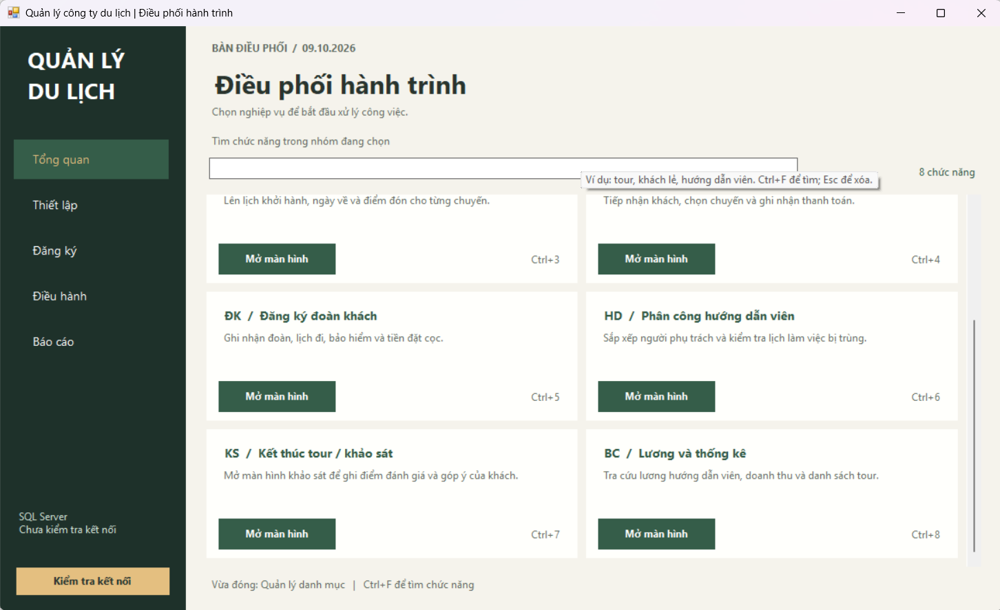 Quản lý công ty du lịch | Điều phối hành trình
QUẢN LÝ
DU LỊCH
Tổng quan
Thiết lập
Đăng ký
Điều hành
Báo cáo
SQL Server
Chưa kiểm tra kết nối
Kiểm tra kết nối
BÀN ĐIỀU PHỐI / 09.10.2026
Điều phối hành trình
Chọn nghiệp vụ để bắt đầu xử lý công việc.
Tìm chức năng trong nhóm đang chọn
Ví dụ: tour, khách lẻ, hướng dẫn viên. Ctrl+F để tìm; Esc để xóa.
8 chức năng
Lên lịch khởi hành, ngày về và điểm đón cho từng chuyến.
Mở màn hình
Ctrl+3
Tiếp nhận khách, chọn chuyến và ghi nhận thanh toán.
Mở màn hình
Ctrl+4
ĐK / Đăng ký đoàn khách
Ghi nhận đoàn, lịch đi, bảo hiểm và tiền đặt cọc.
Mở màn hình
Ctrl+5
HD / Phân công hướng dẫn viên
Sắp xếp người phụ trách và kiểm tra lịch làm việc bị trùng.
Mở màn hình
Ctrl+6
KS / Kết thúc tour / khảo sát
Mở màn hình khảo sát để ghi điểm đánh giá và góp ý của khách.
Mở màn hình
Ctrl+7
BC / Lương và thống kê
Tra cứu lương hướng dẫn viên, doanh thu và danh sách tour.
Mở màn hình
Ctrl+8
Vừa đóng: Quản lý danh mục | Ctrl+F để tìm chức năng